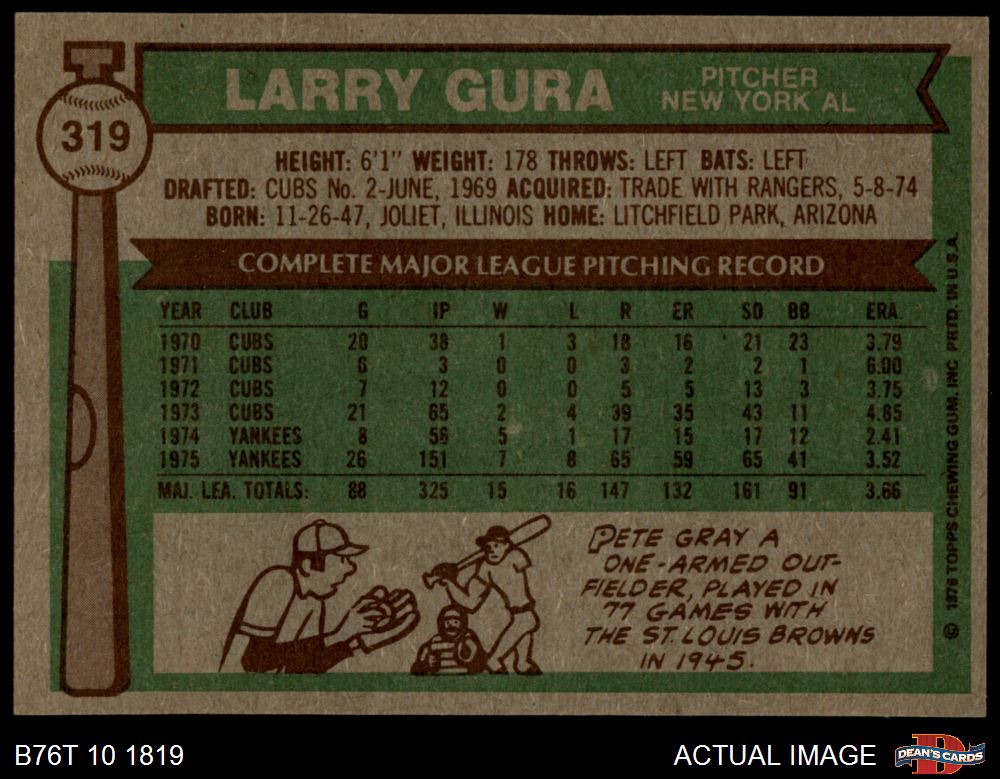 LARRY GURA
PITCHER
NEW YORK AL
319
HEIGHT: 6'1" WEIGHT: 178 THROWS: LEFT BATS: LEFT
DRAFTED: CUBS No. 2-JUNE, 1969 ACQUIRED: TRADE WITH RANGERS, 5-8-74
BORN: 11-26-47, JOLIET, ILLINOIS HOME: LITCHFIELD PARK, ARIZONA
COMPLETE MAJOR LEAGUE PITCHING RECORD
YEAR CLUB G IP W L R ER SO BB ERA
1970 CUBS 20 38 1 3 18 16 21 23 3.79
1971 CUBS 6 3 0 0 3 2 2 1 6.00
1972 CUBS 7 12 0 0 5 5 13 3 3.75
1973 CUBS 21 65 2 4 39 35 43 11 4.85
1974 YANKEES 8 56 5 1 17 15 17 12 2.41
1975 YANKEES 26 151 7 8 65 59 65 41 3.52
MAJ. LEA. TOTALS: 88 325 15 16 147 132 161 91 3.66
PETE GRAY A
ONE-ARMED OUT-
FIELDER, PLAYED IN
77 GAMES WITH
THE ST. LOUIS BROWNS
IN 1945.
© 1976 TOPPS CHEWING GUM, INC. PRTD. IN U.S.A.
B76T 10 1819
ACTUAL IMAGE
DEAN'S CARDS